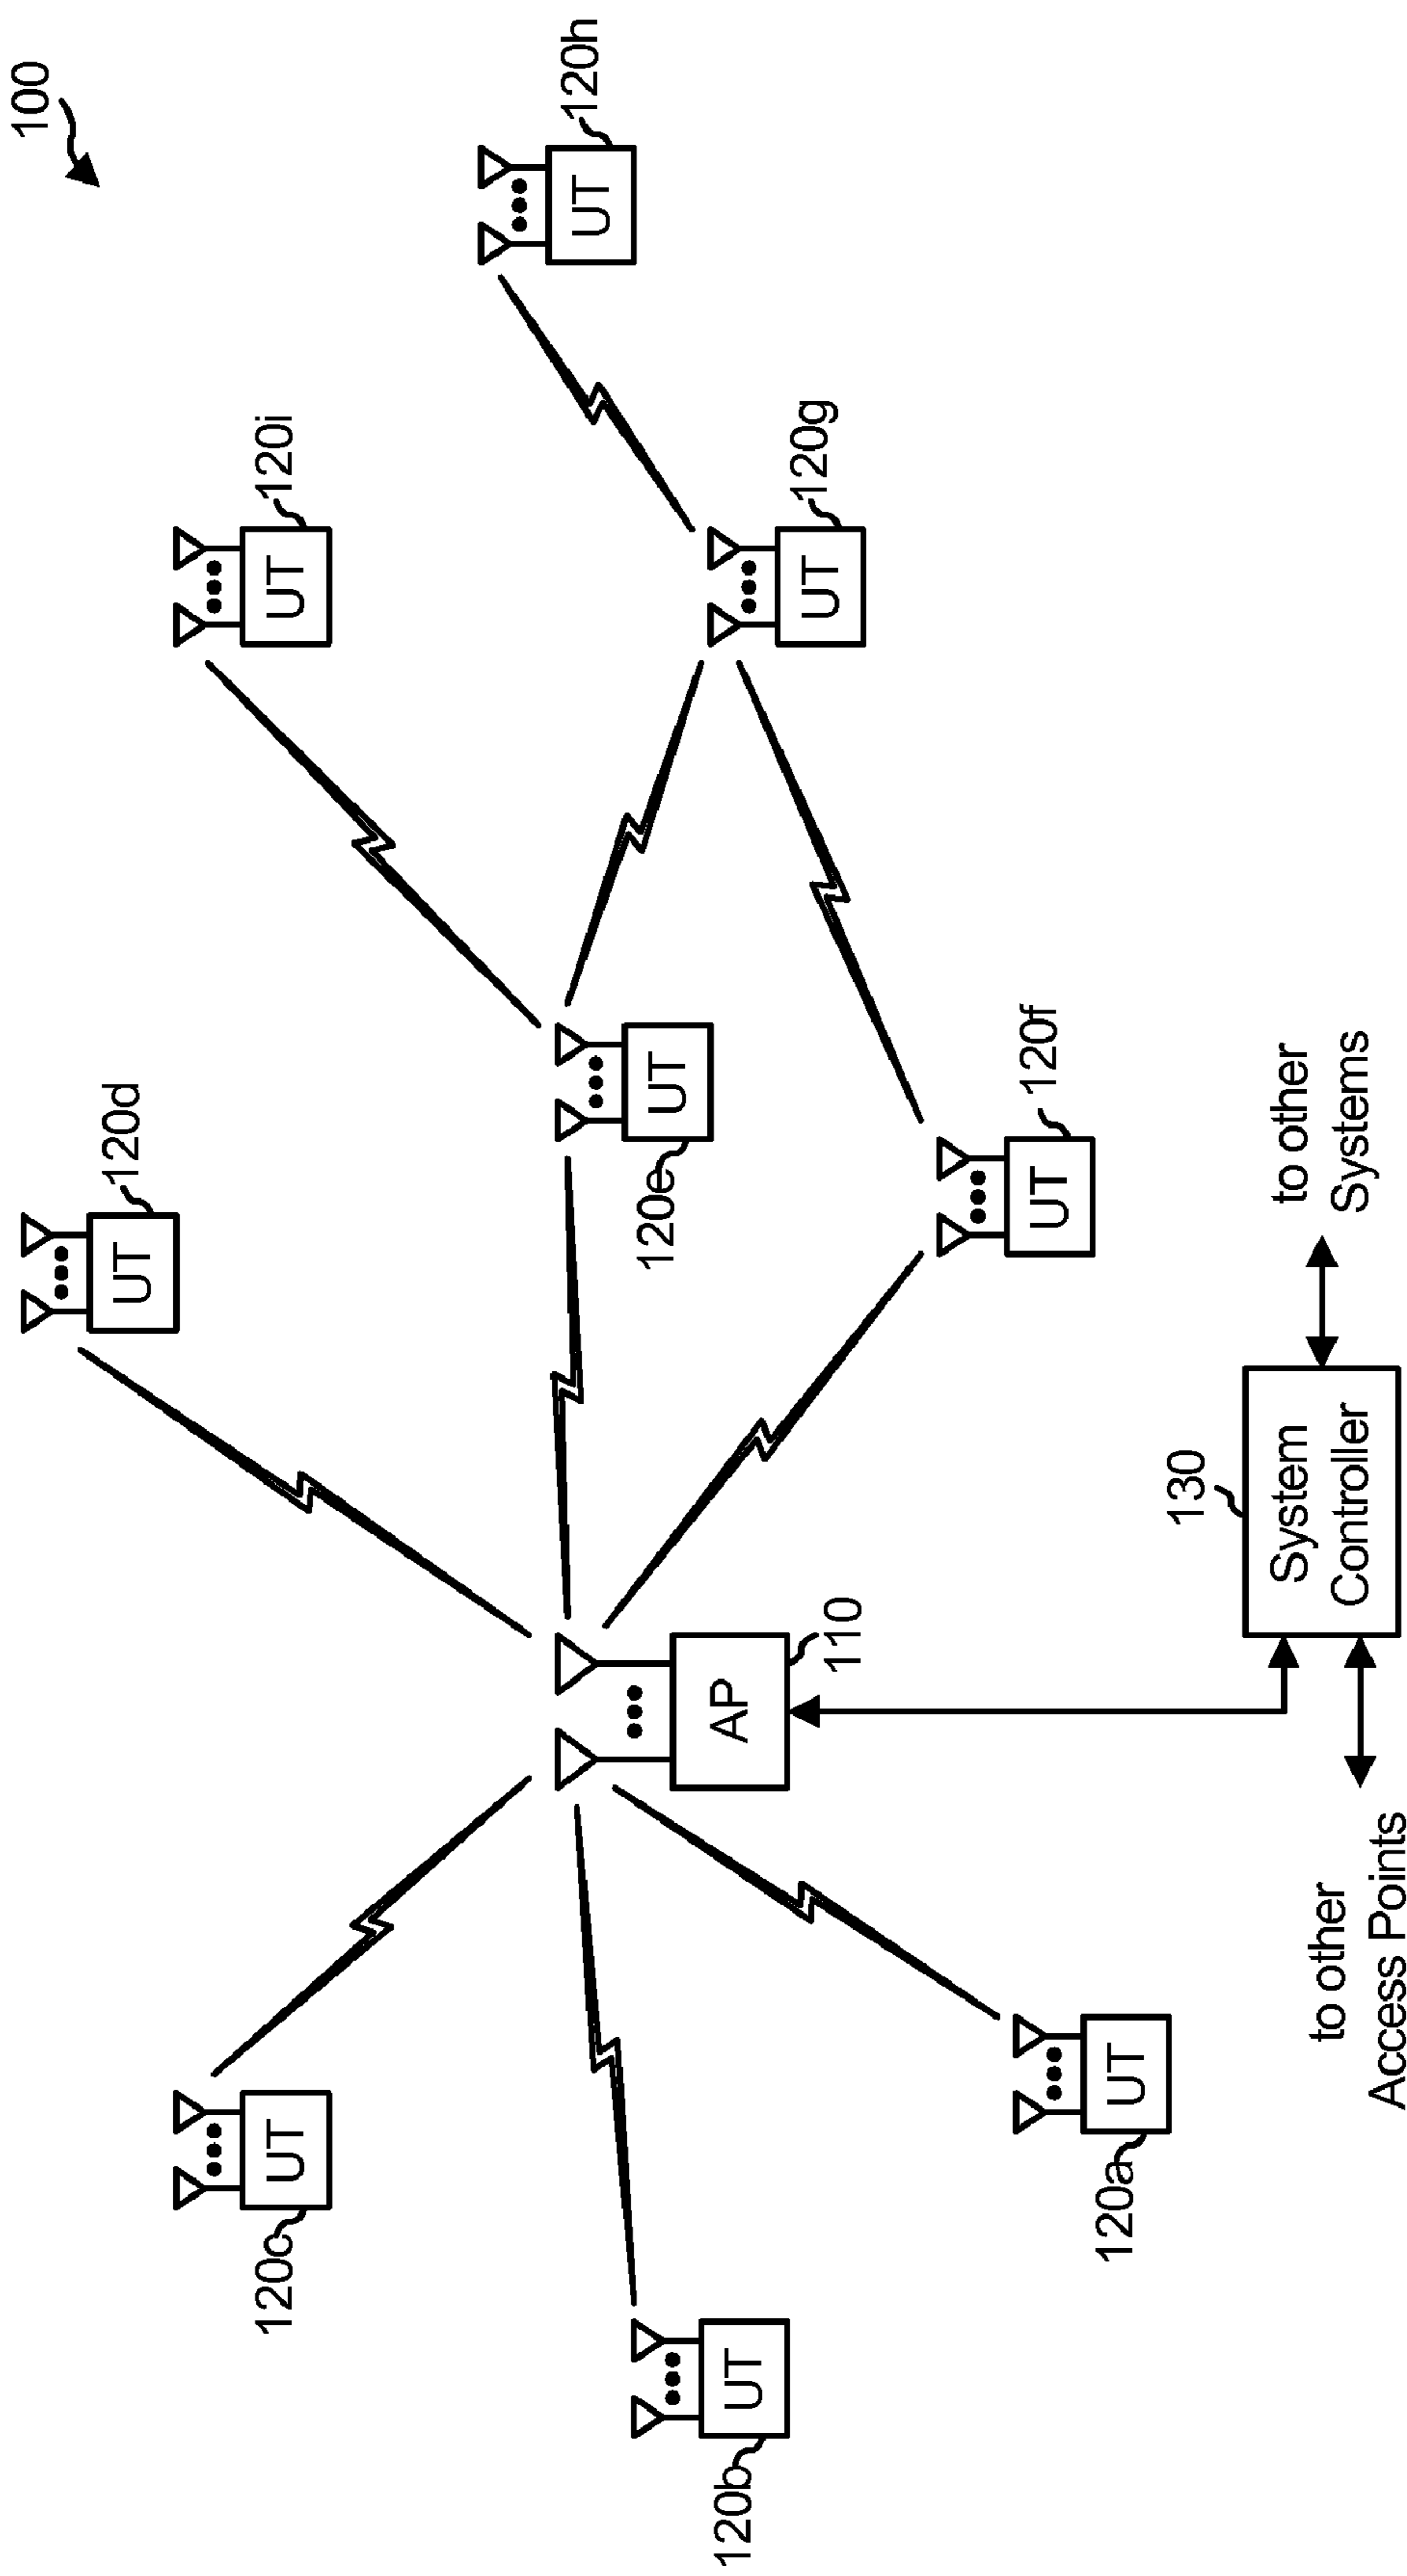 100
120d
UT
120i
UT
120c
UT
120h
UT
120e
UT
120b
UT
AP
110
120g
UT
120f
UT
120a
UT
130
System
Controller
to other
Systems
to other
Access Points